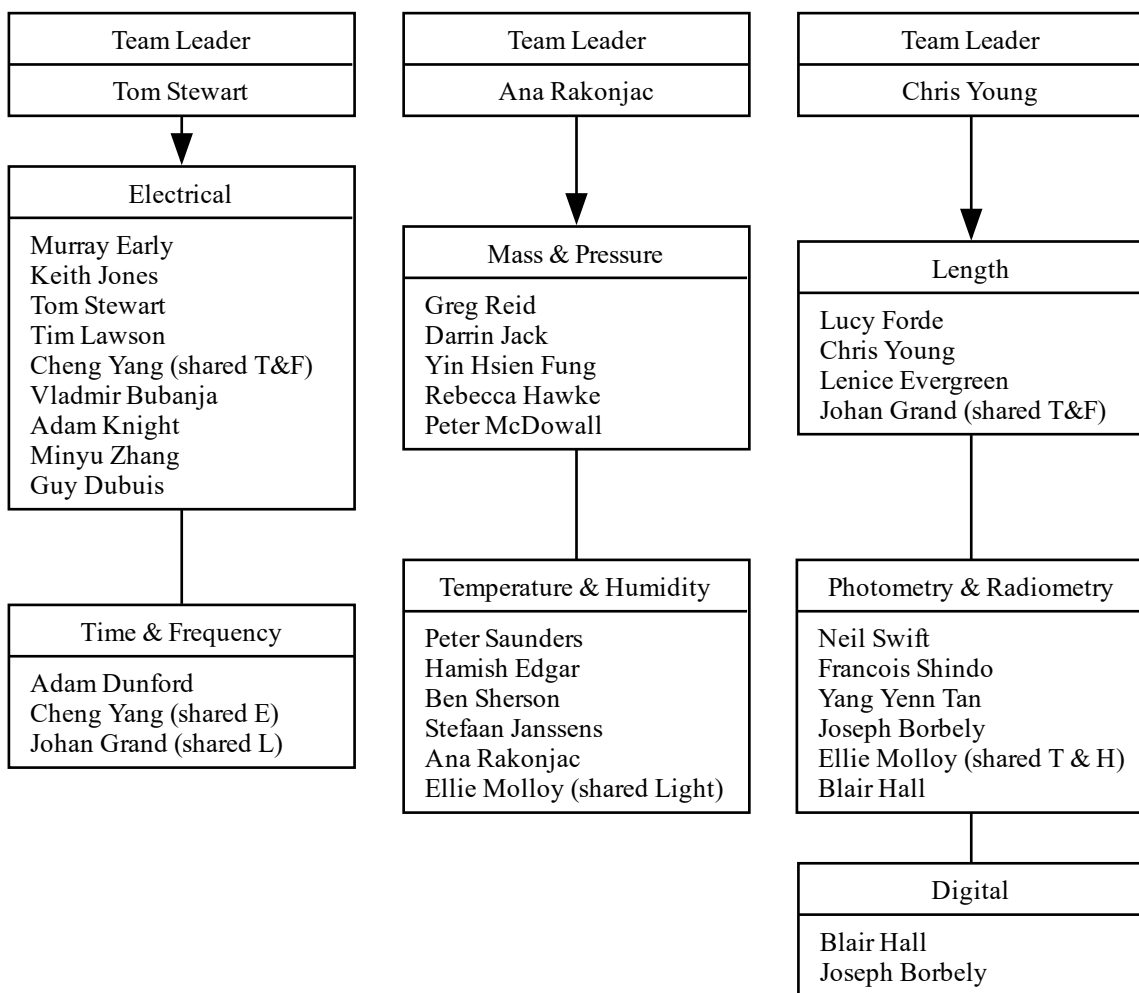 Team Leader
Tom Stewart
Electrical
Murray Early
Keith Jones
Tom Stewart
Tim Lawson
Cheng Yang (shared T&F)
Vladmir Bubanja
Adam Knight
Minyu Zhang
Guy Dubuis
Time & Frequency
Adam Dunford
Cheng Yang (shared E)
Johan Grand (shared L)
Team Leader
Ana Rakonjac
Mass & Pressure
Greg Reid
Darrin Jack
Yin Hsien Fung
Rebecca Hawke
Peter McDowall
Temperature & Humidity
Peter Saunders
Hamish Edgar
Ben Sherson
Stefaan Janssens
Ana Rakonjac
Ellie Molloy (shared Light)
Team Leader
Chris Young
Length
Lucy Forde
Chris Young
Lenice Evergreen
Johan Grand (shared T&F)
Photometry & Radiometry
Neil Swift
Francois Shindo
Yang Yenn Tan
Joseph Borbely
Ellie Molloy (shared T & H)
Blair Hall
Digital
Blair Hall
Joseph Borbely